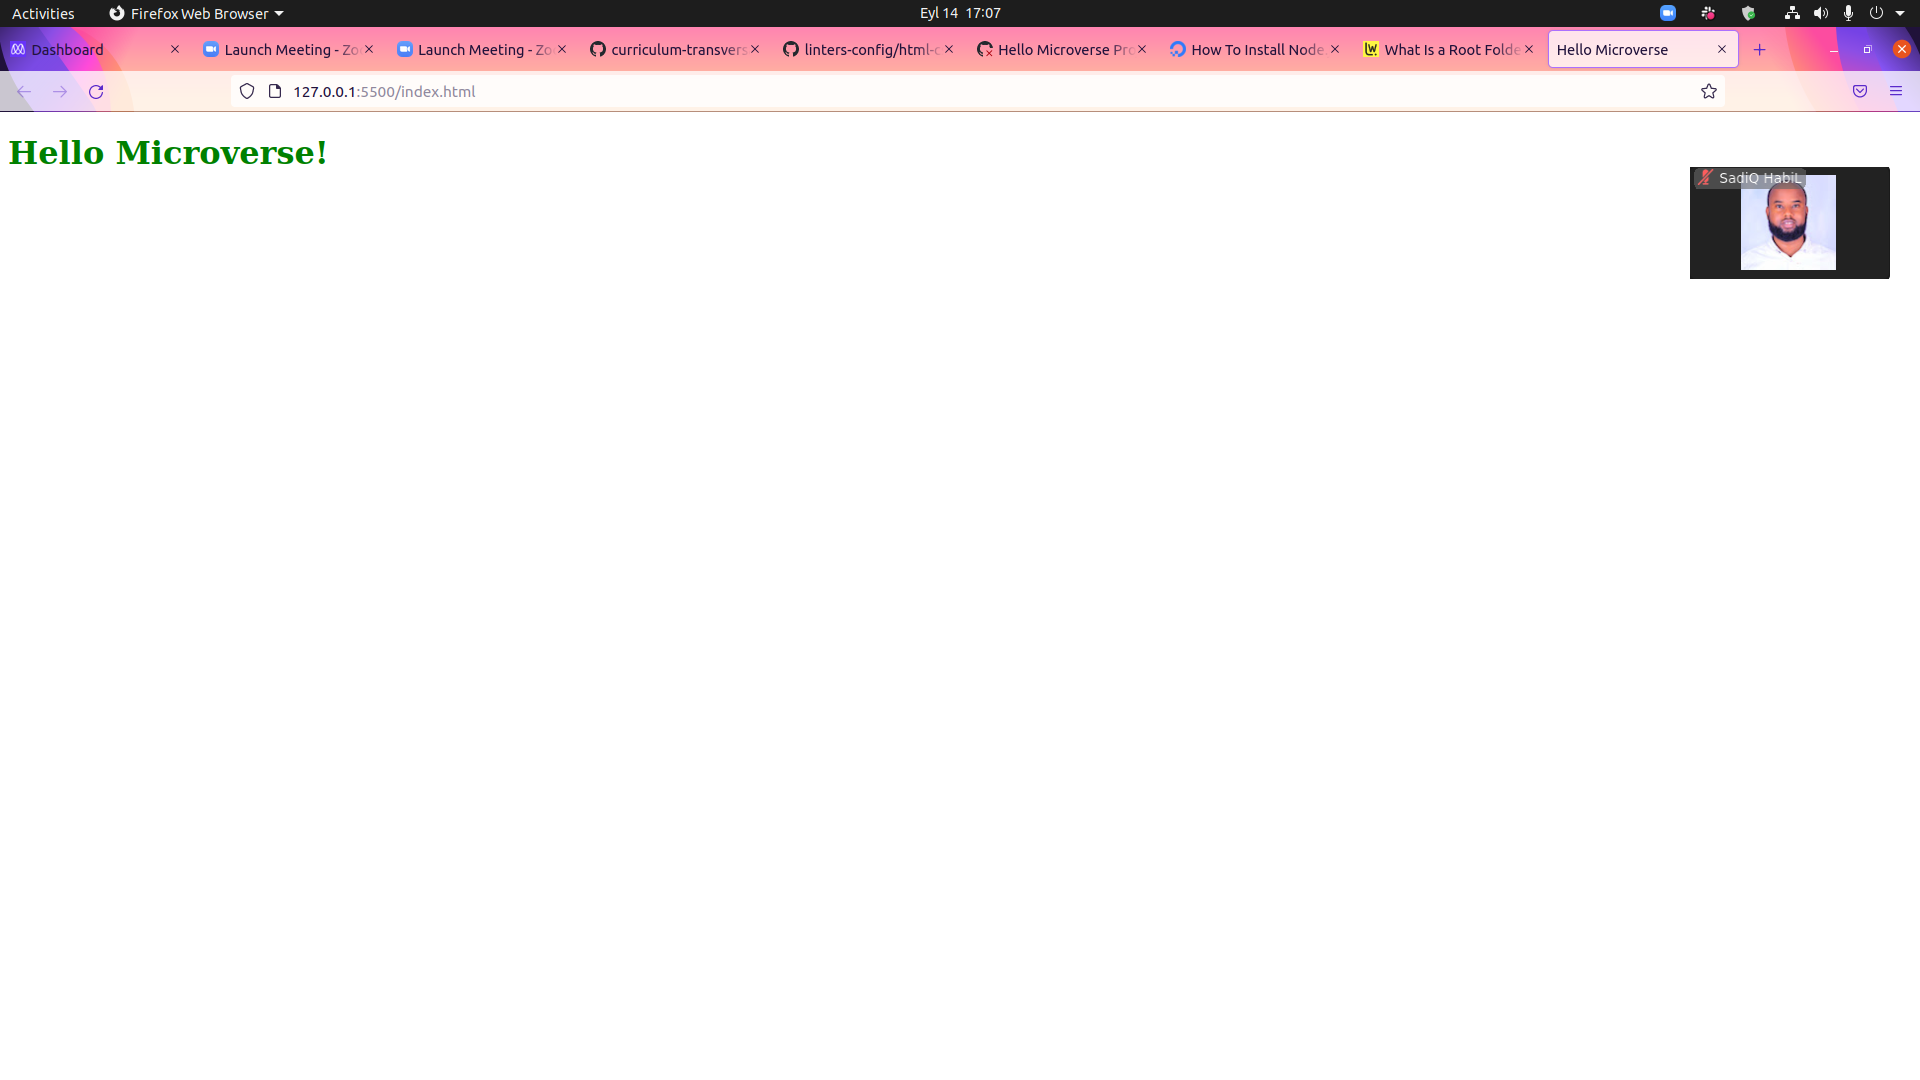 Activities Firefox Web Browser Eyl 14 17:07
Dashboard Launch Meeting - Zo Launch Meeting - Zo curriculum-transvers linters-config/html-c Hello Microverse Pro How To Install Node. What Is a Root Folde Hello Microverse
127.0.0.1:5500/index.html
Hello Microverse!
SadiQ HabiL